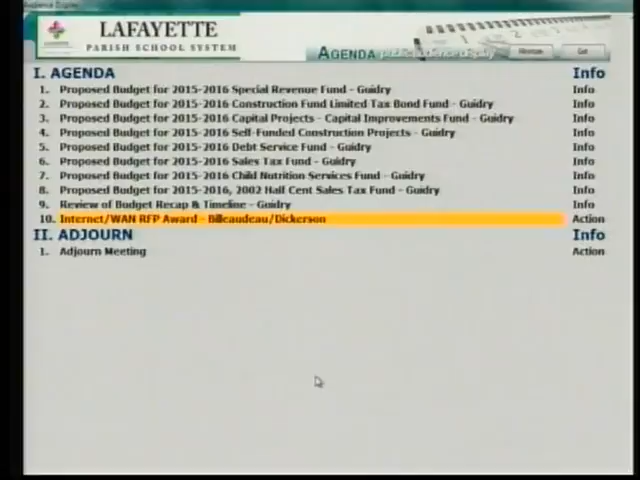 Audience Display
LAFAYETTE
PARISH SCHOOL SYSTEM
AGENDA
I. AGENDA Info
1. Proposed Budget for 2015-2016 Special Revenue Fund - Guidry Info
2. Proposed Budget for 2015-2016 Construction Fund Limited Tax Bond Fund - Guidry Info
3. Proposed Budget for 2015-2016 Capital Projects - Capital Improvements Fund - Guidry Info
4. Proposed Budget for 2015-2016 Self-Funded Construction Projects - Guidry Info
5. Proposed Budget for 2015-2016 Debt Service Fund - Guidry Info
6. Proposed Budget for 2015-2016 Sales Tax Fund - Guidry Info
7. Proposed Budget for 2015-2016 Child Nutrition Services Fund - Guidry Info
8. Proposed Budget for 2015-2016, 2002 Half Cent Sales Tax Fund - Guidry Info
9. Review of Budget Recap & Timeline - Guidry Info
10. Internet/WAN RFP Award - Billeaudeau/Dickerson Action
II. ADJOURN Info
1. Adjourn Meeting Action